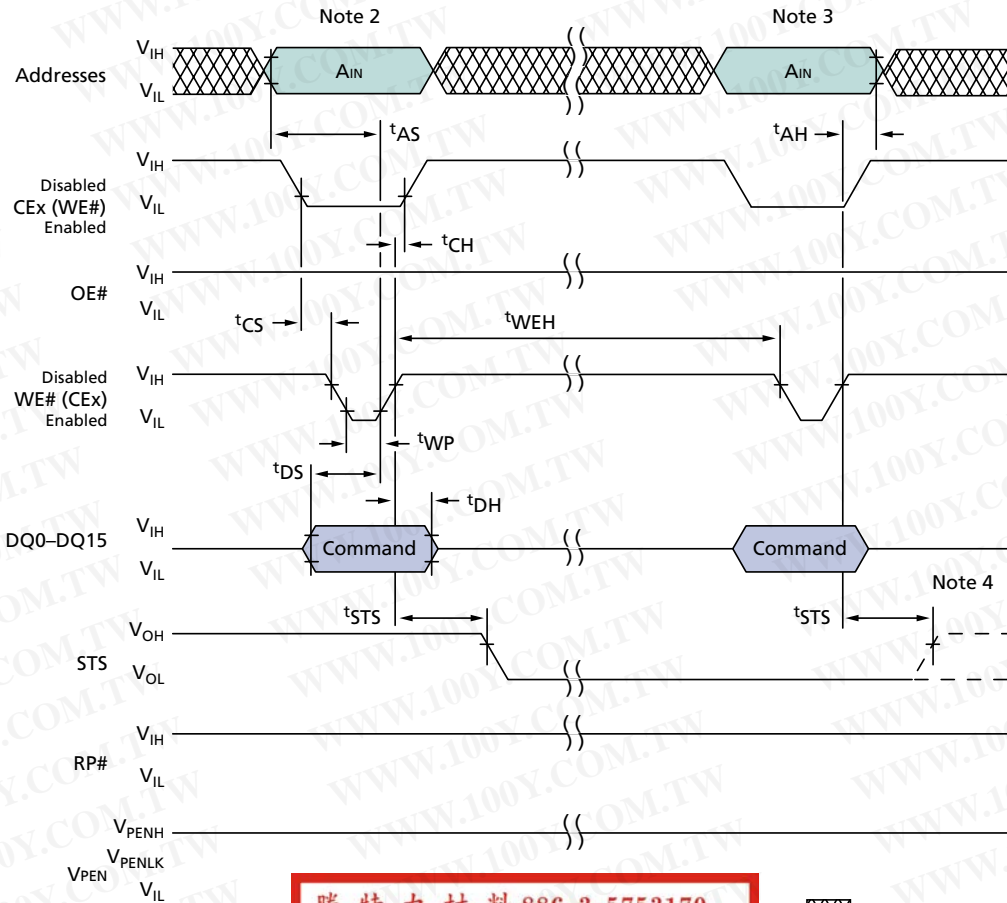 Note 2
Note 3
Addresses
VIH
VIL
AIN
AIN
tAS
tAH
Disabled
CEx (WE#)
Enabled
VIH
VIL
tCH
OE#
VIH
VIL
tCS
tWEH
Disabled
WE# (CEx)
Enabled
VIH
VIL
tWP
tDS
tDH
DQ0–DQ15
VIH
VIL
Command
Command
Note 4
tSTS
tSTS
STS
VOH
VOL
RP#
VIH
VIL
VPEN
VPENH
VPENLK
VIL
WWW.100Y.COM.TW